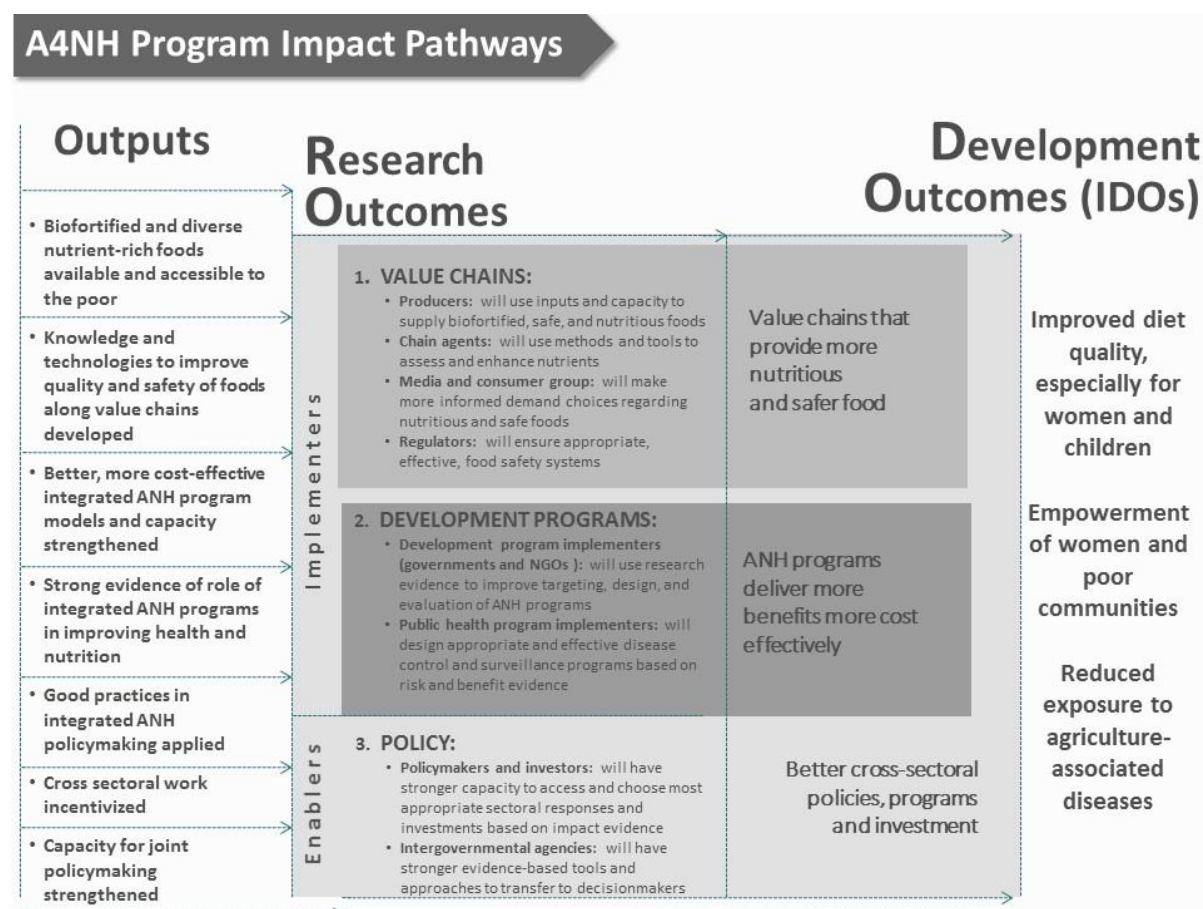 A4NH Program Impact Pathways
Outputs
• Biofortified and diverse
nutrient-rich foods
available and accessible to
the poor
• Knowledge and
technologies to improve
quality and safety of foods
along value chains
developed
• Better, more cost-effective
integrated ANH program
models and capacity
strengthened
• Strong evidence of role of
integrated ANH programs
in improving health and
nutrition
• Good practices in
integrated ANH
policymaking applied
• Cross sectoral work
incentivized
• Capacity for joint
policymaking
strengthened
Research
Outcomes
Implementers
1. VALUE CHAINS:
• Producers: will use inputs and capacity to
supply biofortified, safe, and nutritious foods
• Chain agents: will use methods and tools to
assess and enhance nutrients
• Media and consumer group: will make
more informed demand choices regarding
nutritious and safe foods
• Regulators: will ensure appropriate,
effective, food safety systems
Value chains that
provide more
nutritious
and safer food
2. DEVELOPMENT PROGRAMS:
• Development program implementers
(governments and NGOs ): will use research
evidence to improve targeting, design, and
evaluation of ANH programs
• Public health program implementers: will
design appropriate and effective disease
control and surveillance programs based on
risk and benefit evidence
ANH programs
deliver more
benefits more cost
effectively
Enablers
3. POLICY:
• Policymakers and investors: will have
stronger capacity to access and choose most
appropriate sectoral responses and
investments based on impact evidence
• Intergovernmental agencies: will have
stronger evidence-based tools and
approaches to transfer to decisionmakers
Better cross-sectoral
policies, programs
and investment
Development
Outcomes (IDOs)
Improved diet
quality,
especially for
women and
children
Empowerment
of women and
poor
communities
Reduced
exposure to
agriculture-
associated
diseases